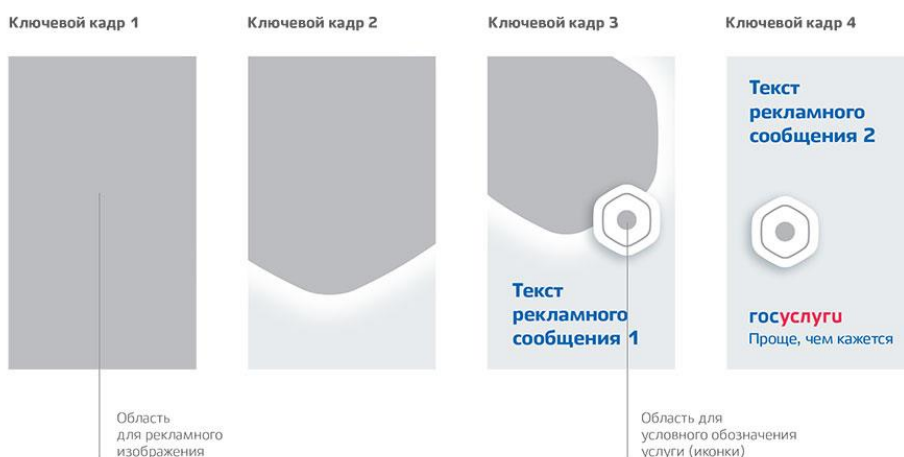 Ключевой кадр 1
Ключевой кадр 2
Ключевой кадр 3
Ключевой кадр 4
Текст
рекламного
сообщения 1
Текст
рекламного
сообщения 2
госуслуги
Проще, чем кажется
Область
для рекламного
изображения
Область для
условного обозначения
услуги (иконки)